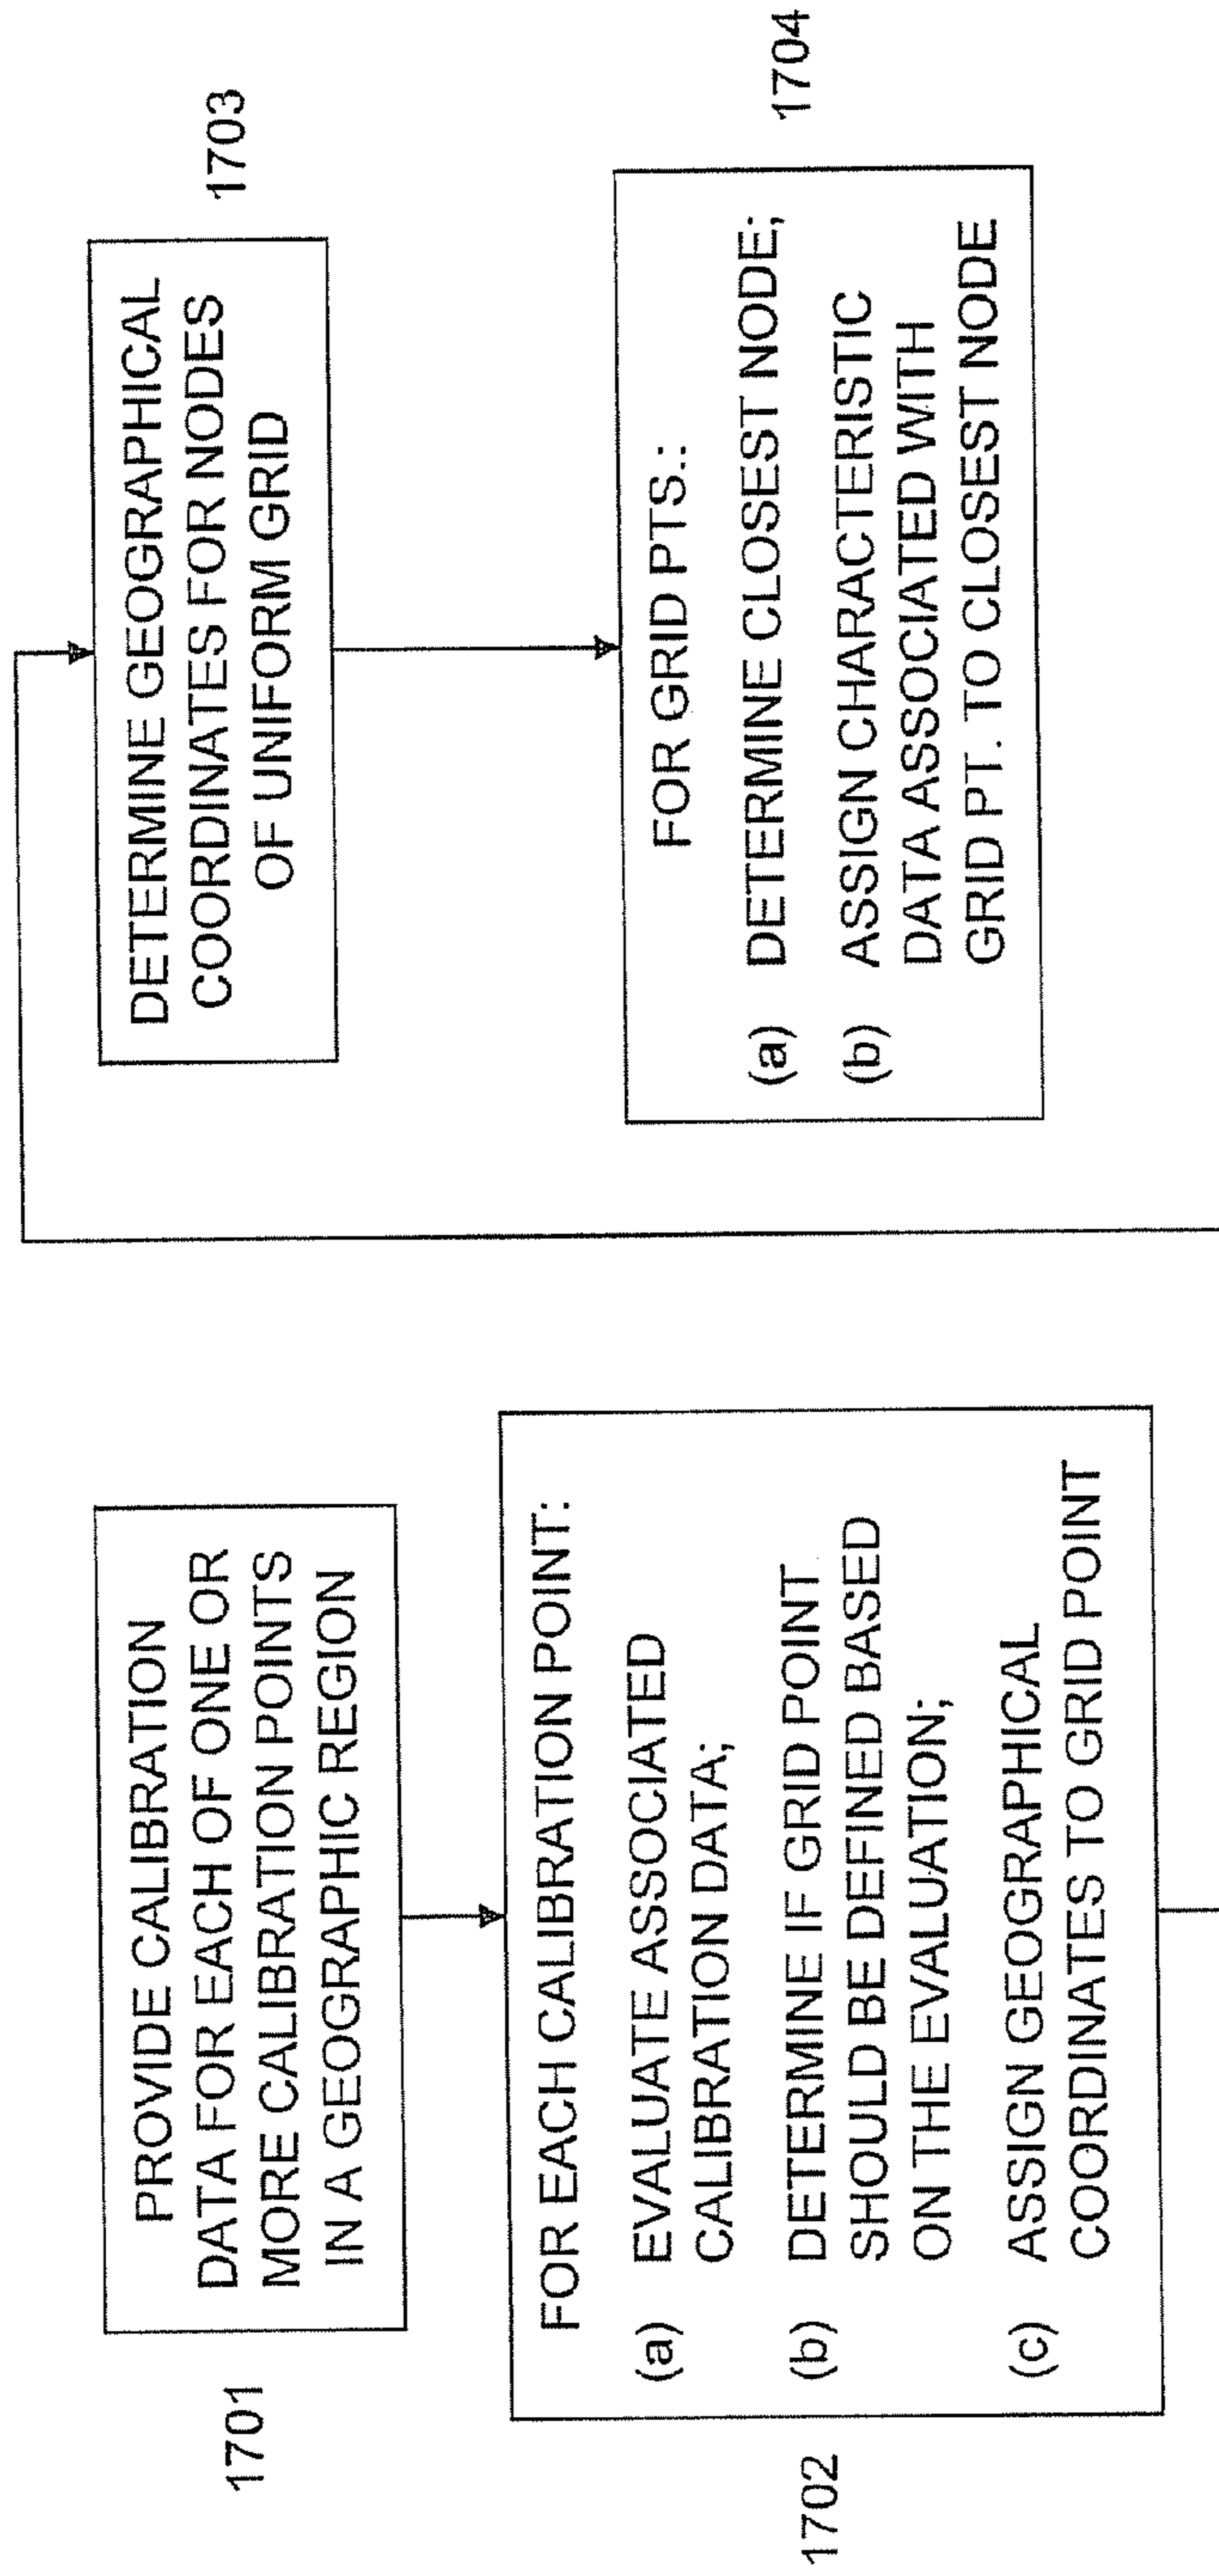 1701
PROVIDE CALIBRATION
DATA FOR EACH OF ONE OR
MORE CALIBRATION POINTS
IN A GEOGRAPHIC REGION
1702
FOR EACH CALIBRATION POINT:
(a) EVALUATE ASSOCIATED
CALIBRATION DATA;
(b) DETERMINE IF GRID POINT
SHOULD BE DEFINED BASED
ON THE EVALUATION;
(c) ASSIGN GEOGRAPHICAL
COORDINATES TO GRID POINT
DETERMINE GEOGRAPHICAL
COORDINATES FOR NODES
OF UNIFORM GRID
1703
FOR GRID PTS.:
(a) DETERMINE CLOSEST NODE;
(b) ASSIGN CHARACTERISTIC
DATA ASSOCIATED WITH
GRID PT. TO CLOSEST NODE
1704